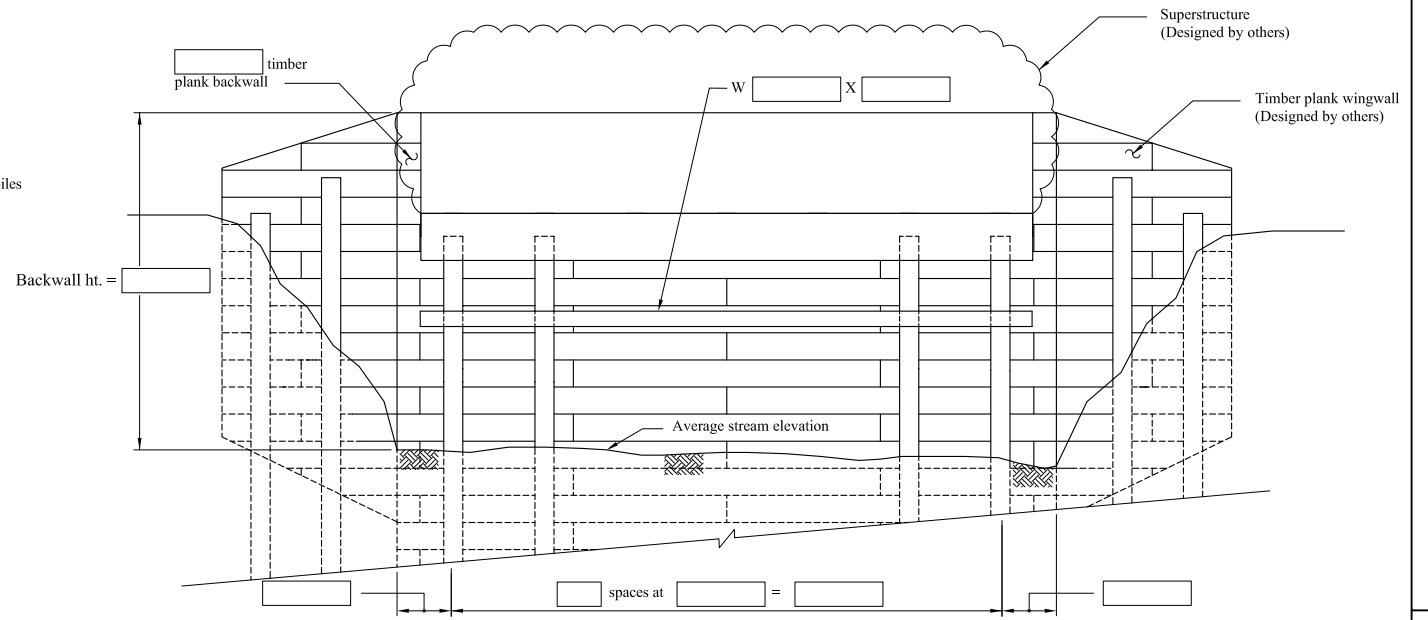 Superstructure
(Designed by others)
timber
plank backwall
W X
Timber plank wingwall
(Designed by others)
iles
Backwall ht. =
Average stream elevation
spaces at =